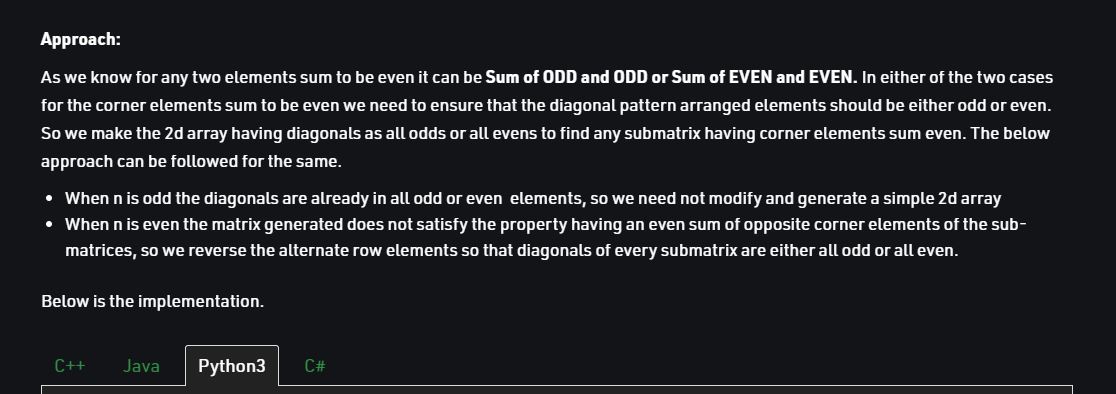 Approach:
As we know for any two elements sum to be even it can be Sum of ODD and ODD or Sum of EVEN and EVEN. In either of the two cases
for the corner elements sum to be even we need to ensure that the diagonal pattern arranged elements should be either odd or even.
So we make the 2d array having diagonals as all odds or all evens to find any submatrix having corner elements sum even. The below
approach can be followed for the same.
• When n is odd the diagonals are already in all odd or even elements, so we need not modify and generate a simple 2d array
• When n is even the matrix generated does not satisfy the property having an even sum of opposite corner elements of the sub-
matrices, so we reverse the alternate row elements so that diagonals of every submatrix are either all odd or all even.
Below is the implementation.
C++ Java Python3 C#